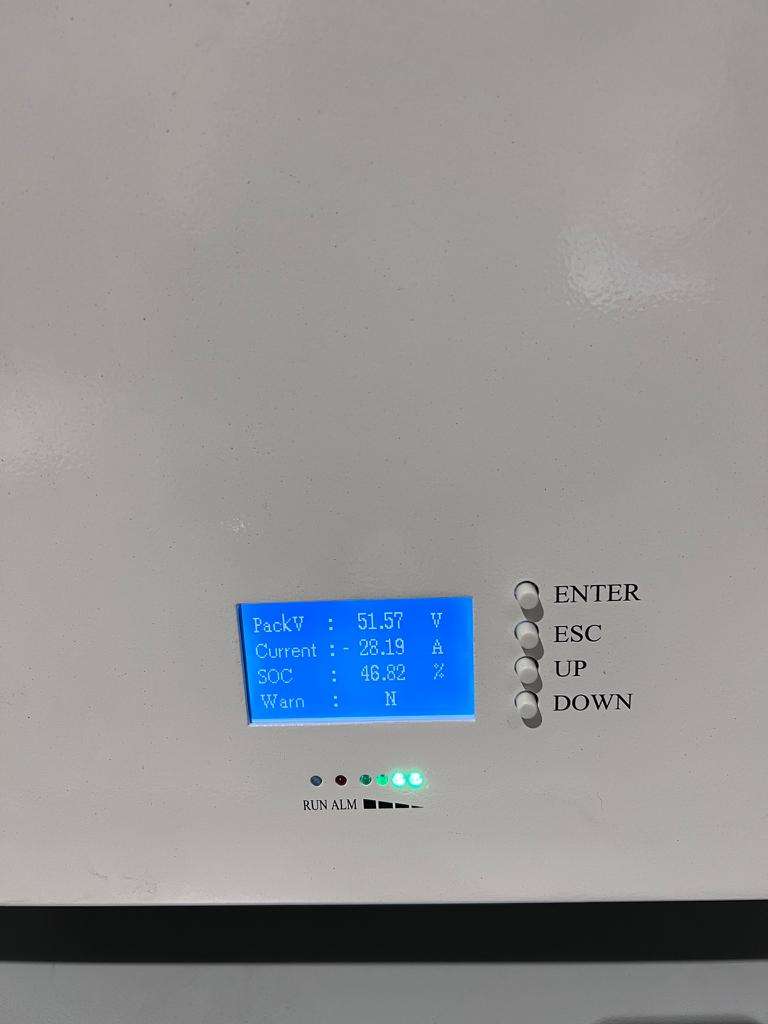 PackV : 51.57 V
Current : - 28.19 A
SOC : 46.82 %
Warn : N
ENTER
ESC
UP
DOWN
RUN ALM